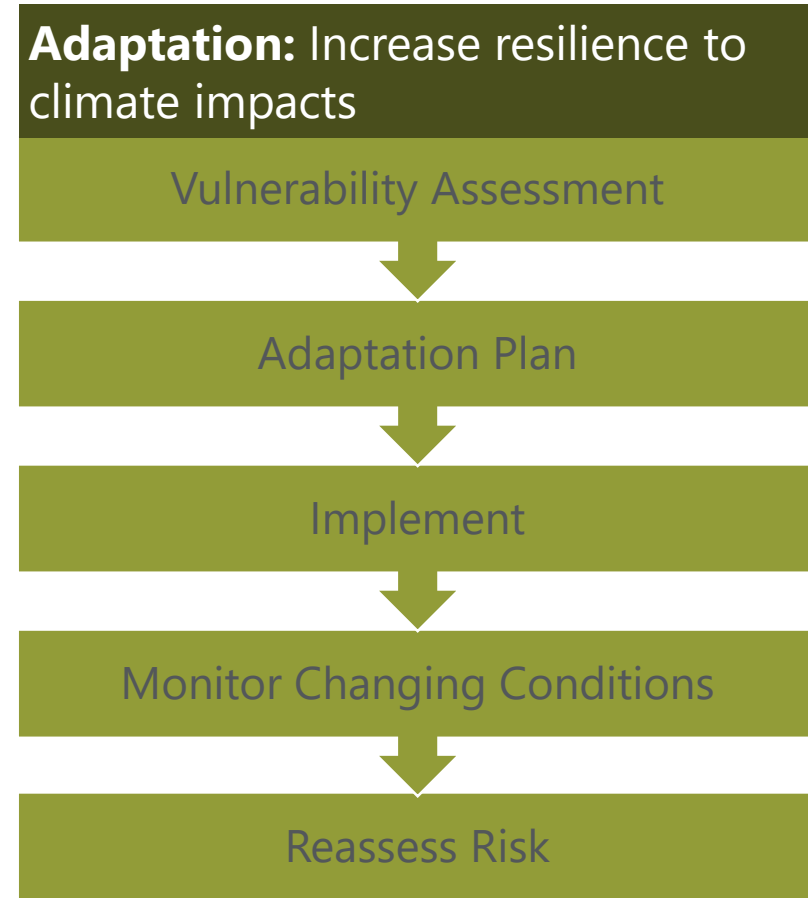 Adaptation: Increase resilience to
climate impacts
Vulnerability Assessment
Adaptation Plan
Implement
Monitor Changing Conditions
Reassess Risk